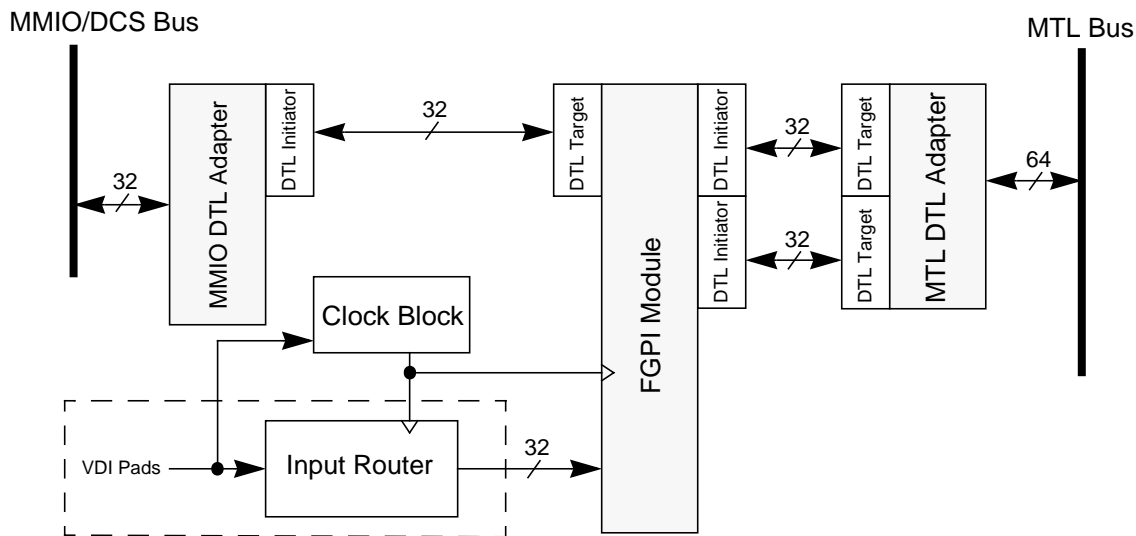 MMIO/DCS Bus
MTL Bus
32
MMIO DTL Adapter
DTL Initiator
32
DTL Target
FGPI Module
DTL Initiator
DTL Initiator
32
32
DTL Target
DTL Target
MTL DTL Adapter
64
Clock Block
VDI Pads
Input Router
32